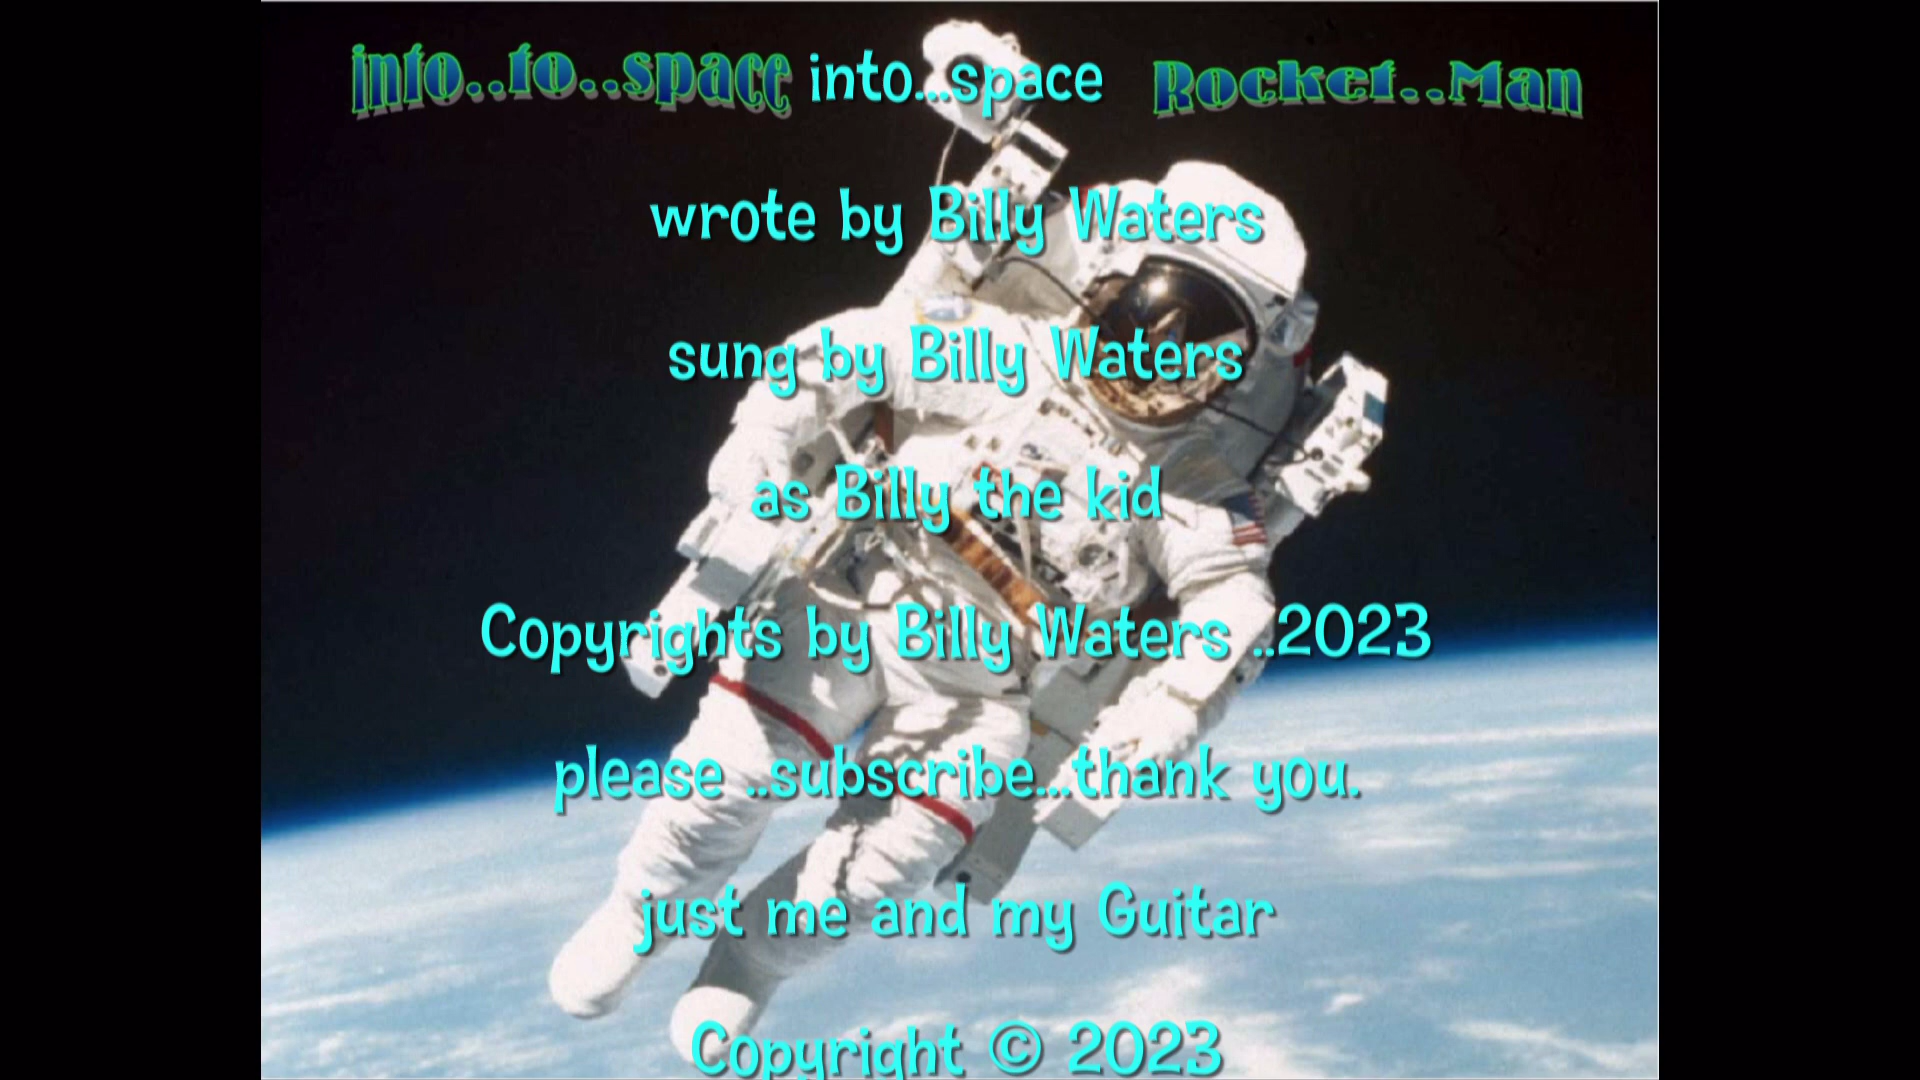 into..to..space into...space Rocket..Man
wrote by Billy Waters
sung by Billy Waters
as Billy the kid
Copyrights by Billy Waters ..2023
please ..subscribe...thank you.
just me and my Guitar
Copyright © 2023